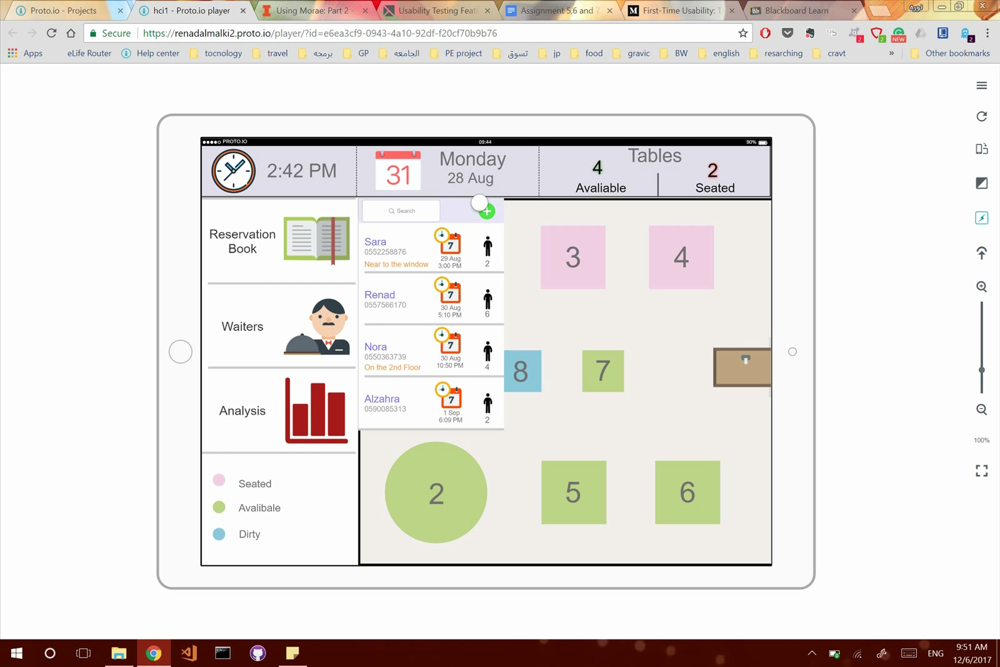 Proto.io - Projects
hci1 - Proto.io player
Using Morae: Part 2 -
Usability Testing Feat
Assignment 5,6 and 7
First-Time Usability: T
Blackboard Learn
نوره
Secure
https://renadalmalki2.proto.io/player/?id=e6ea3cf9-0943-4a10-92df-f20cf70b9b76
2
2
NEW
2
Apps
eLife Router
Help center
tocnology
travel
برمجه
GP
الجامعه
PE project
تسوق
jp
food
gravic
BW
english
resarching
cravt
»
Other bookmarks
PROTO.IO
09:44
90%
2:42 PM
31
Monday
28 Aug
Tables
4
Avaliable
2
Seated
Reservation
Book
Waiters
Analysis
Seated
Avalibale
Dirty
Search
Sara
0552258876
Near to the window
7
29 Aug
3:00 PM
2
Renad
0557566170
7
30 Aug
5:10 PM
6
Nora
0550363739
On the 2nd Floor
7
30 Aug
10:50 PM
4
Alzahra
0590085313
7
1 Sep
6:09 PM
2
3
4
8
7
2
5
6
100%
ENG
9:51 AM
12/6/2017